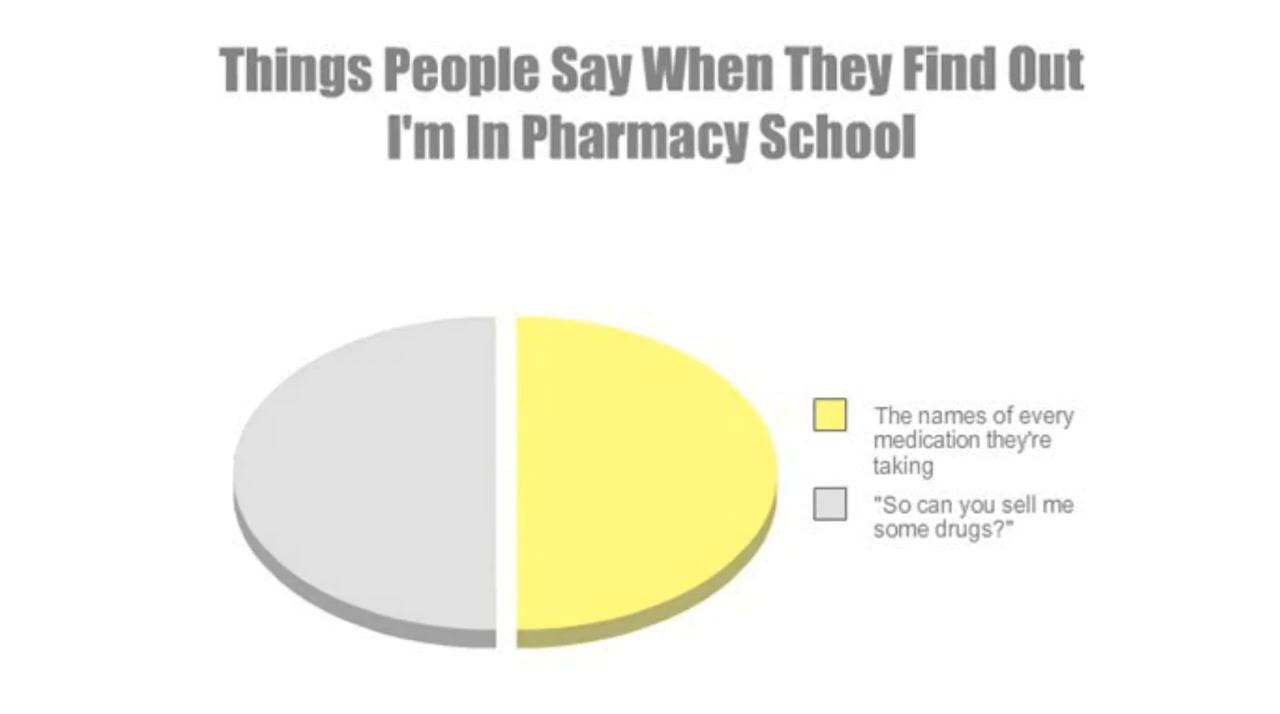 Things People Say When They Find Out
I'm In Pharmacy School
The names of every
medication they're
taking
"So can you sell me
some drugs?"